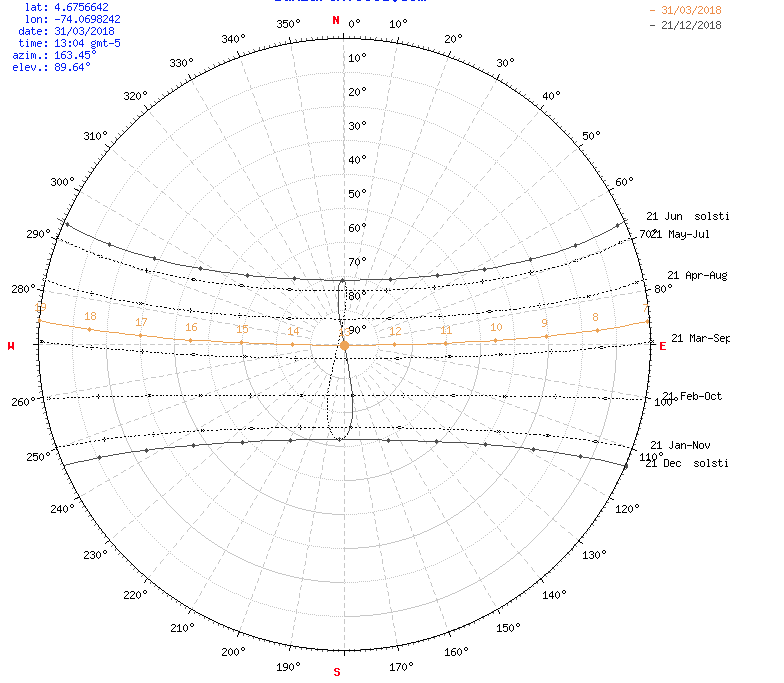 lat: 4.6756642
lon: -74.0698242
date: 31/03/2018
time: 13:04 gmt-5
azim.: 163.45°
elev.: 89.64°
- 31/03/2018
- 21/12/2018
N
350° 0° 10°
340° 20°
330° 30°
320° 40°
310° 50°
300° 60°
290° 70°
280° 80°
W E
260° 100°
250° 110°
240° 120°
230° 130°
220° 140°
210° 150°
200° 160°
190° 170°
S
10°
20°
30°
40°
50°
60°
70°
80°
90°
19 18 17 16 15 14 12 11 10 9 8 7
21 Jun solsti
21 May-Jul
21 Apr-Aug
21 Mar-Sep
21 Feb-Oct
21 Jan-Nov
21 Dec solsti